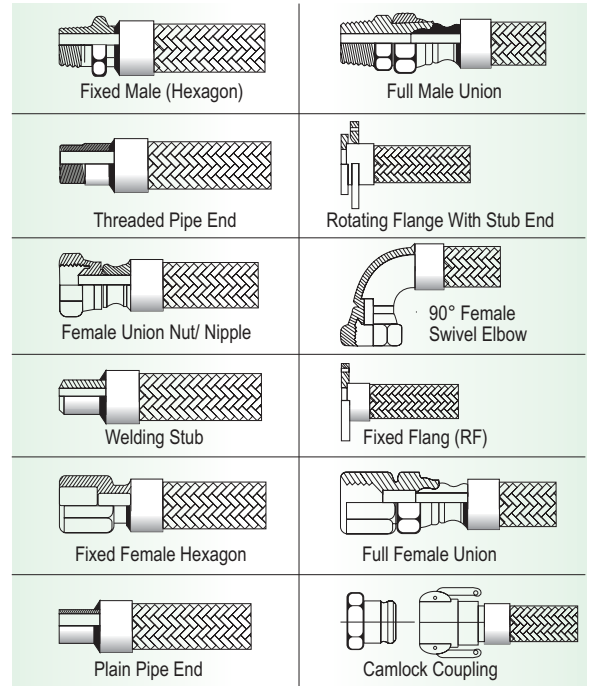 Fixed Male (Hexagon)
Full Male Union
Threaded Pipe End
Rotating Flange With Stub End
Female Union Nut/ Nipple
90° Female
Swivel Elbow
Welding Stub
Fixed Flang (RF)
Fixed Female Hexagon
Full Female Union
Plain Pipe End
Camlock Coupling